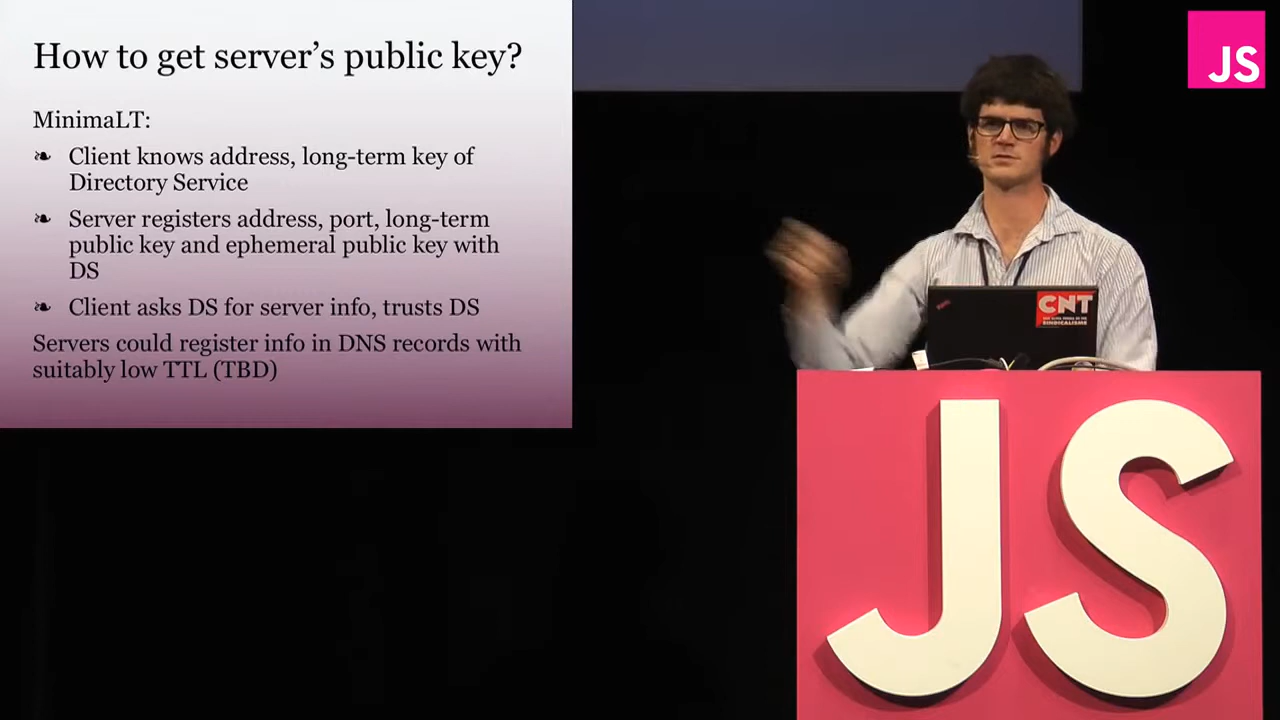 How to get server's public key?
MinimaLT:
❧ Client knows address, long-term key of
Directory Service
❧ Server registers address, port, long-term
public key and ephemeral public key with
DS
❧ Client asks DS for server info, trusts DS
Servers could register info in DNS records with
suitably low TTL (TBD)
JS
CNT
SINDICALISME
JS